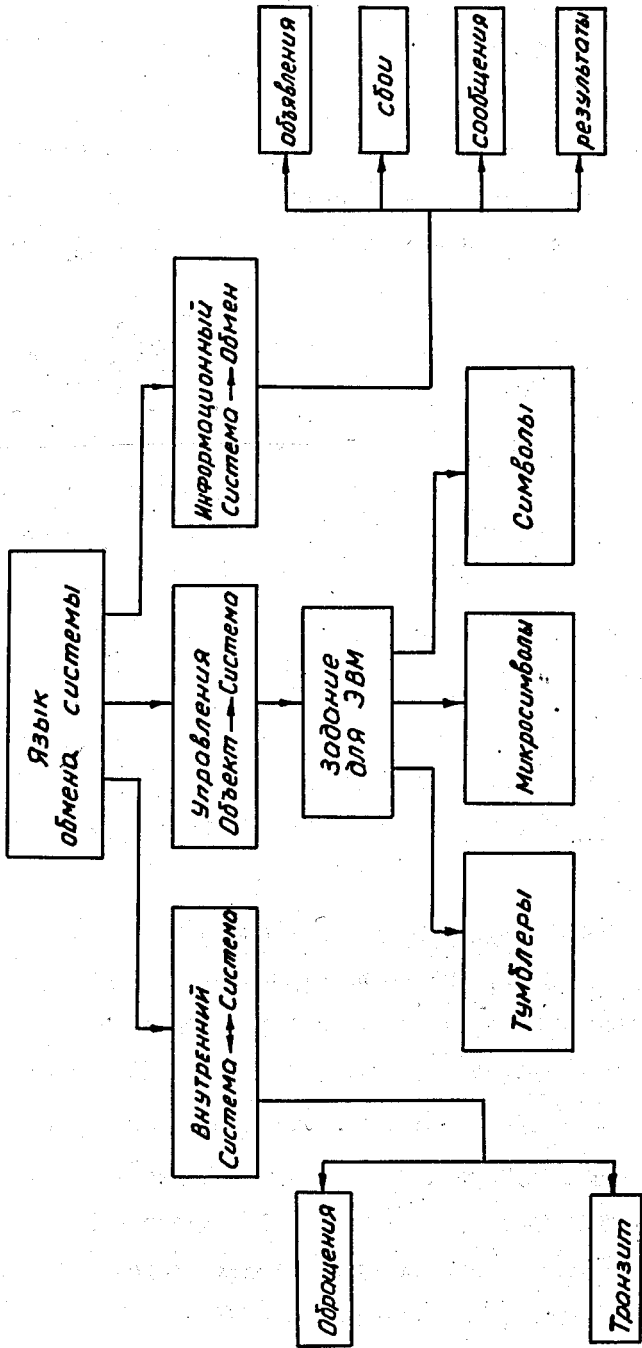 Язык
обмена системы
Внутренний
Система ↔ Система
Управления
Объект → Система
Информационный
Система → Обмен
Задание
для ЭВМ
Обращения
Транзит
Тумблеры
Микросимволы
Символы
объявления
сбои
сообщения
результаты